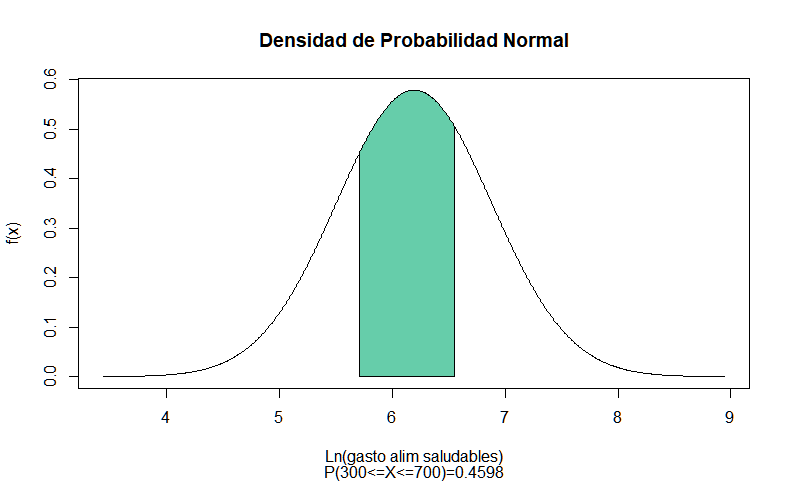 Densidad de Probabilidad Normal
0.6
0.5
0.4
0.3
0.2
0.1
0.0
f(x)
4 5 6 7 8 9
Ln(gasto alim saludables)
P(300<=X<=700)=0.4598